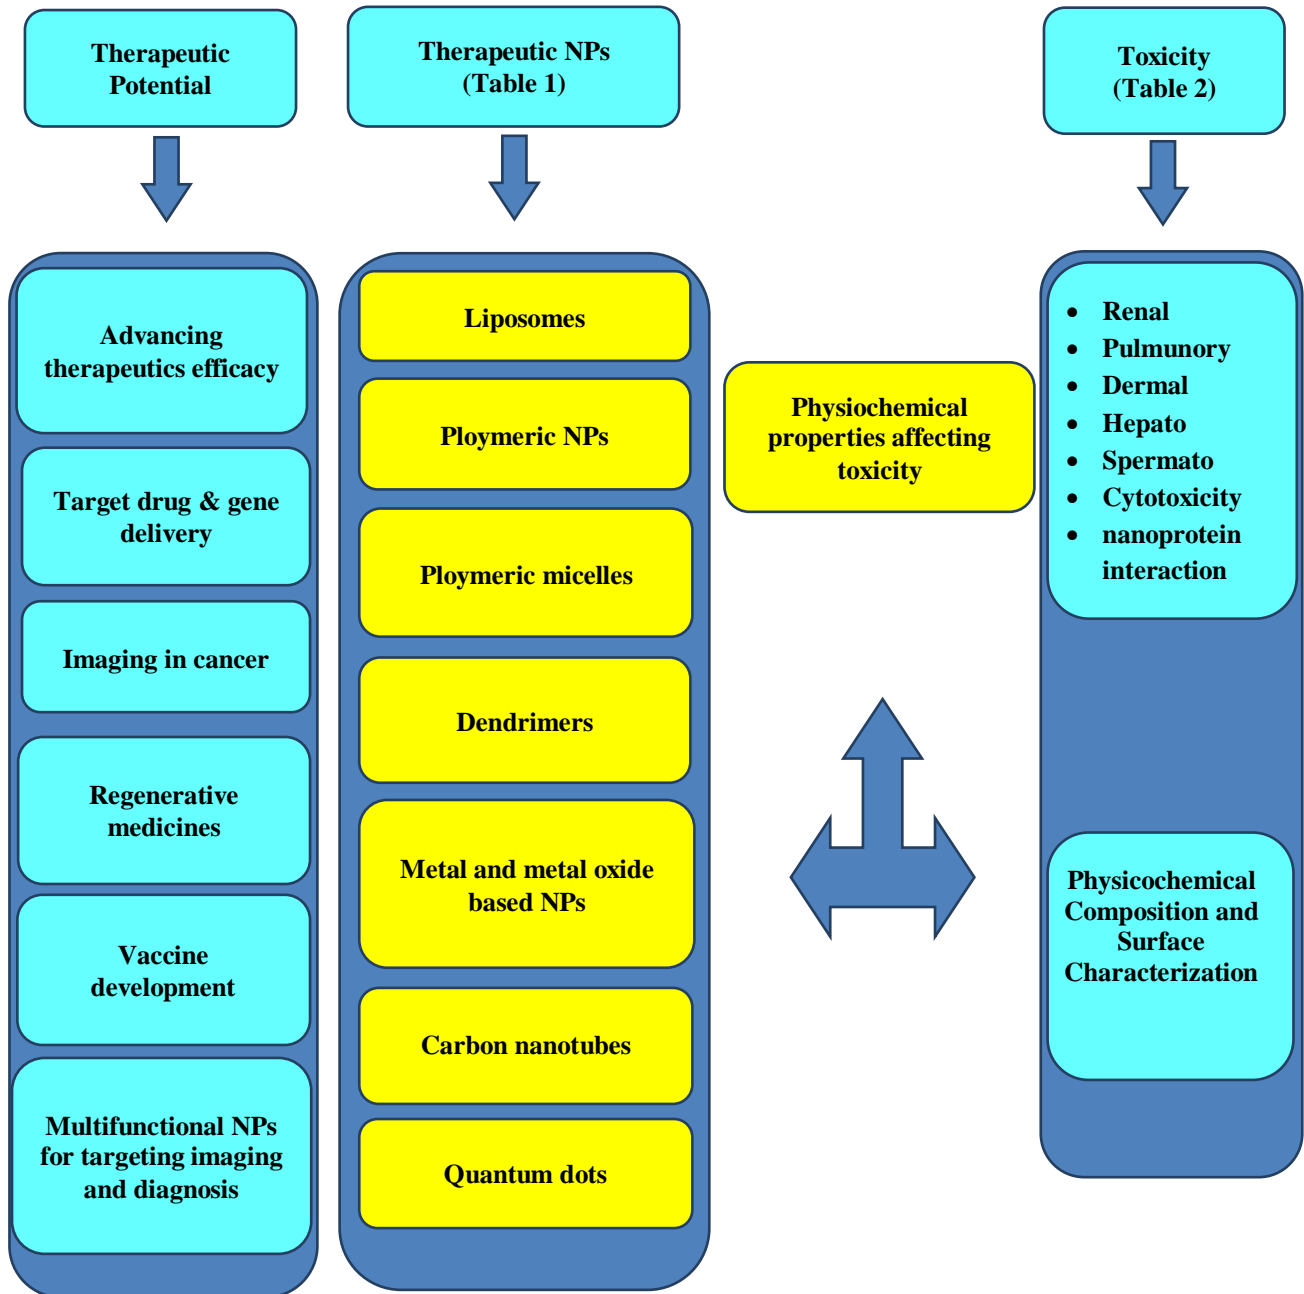 Therapeutic
Potential
Therapeutic NPs
(Table 1)
Toxicity
(Table 2)
Advancing
therapeutics efficacy
Target drug & gene
delivery
Imaging in cancer
Regenerative
medicines
Vaccine
development
Multifunctional NPs
for targeting imaging
and diagnosis
Liposomes
Ploymeric NPs
Ploymeric micelles
Dendrimers
Metal and metal oxide
based NPs
Carbon nanotubes
Quantum dots
Physiochemical
properties affecting
toxicity
• Renal
• Pulmunory
• Dermal
• Hepato
• Spermato
• Cytotoxicity
• nanoprotein
interaction
Physicochemical
Composition and
Surface
Characterization